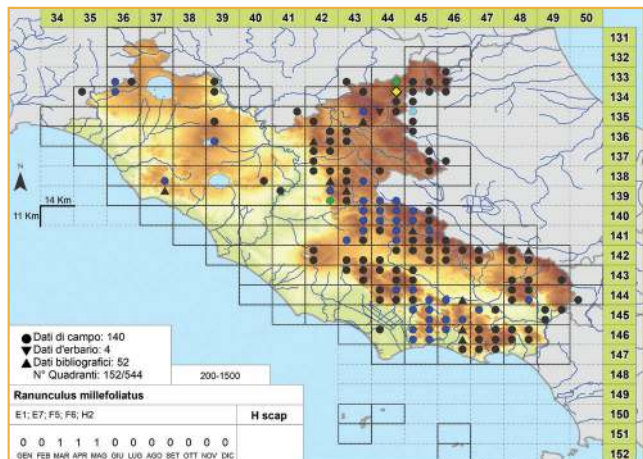 34 35 36 37 38 39 40 41 42 43 44 45 46 47 48 49 50
131
132
133
134
135
136
137
138
139
140
141
142
143
144
145
146
147
148
149
150
151
152
N
14 Km
11 Km
Dati di campo: 140
Dati d'erbario: 4
Dati bibliografici: 52
N° Quadranti: 152/544
200-1500
Ranunculus millefoliatus
E1; E7; F5; F6; H2
H scap
0 0 1 1 1 0 0 0 0 0 0 0
GEN FEB MAR APR MAG GIU LUG AGO SET OTT NOV DIC